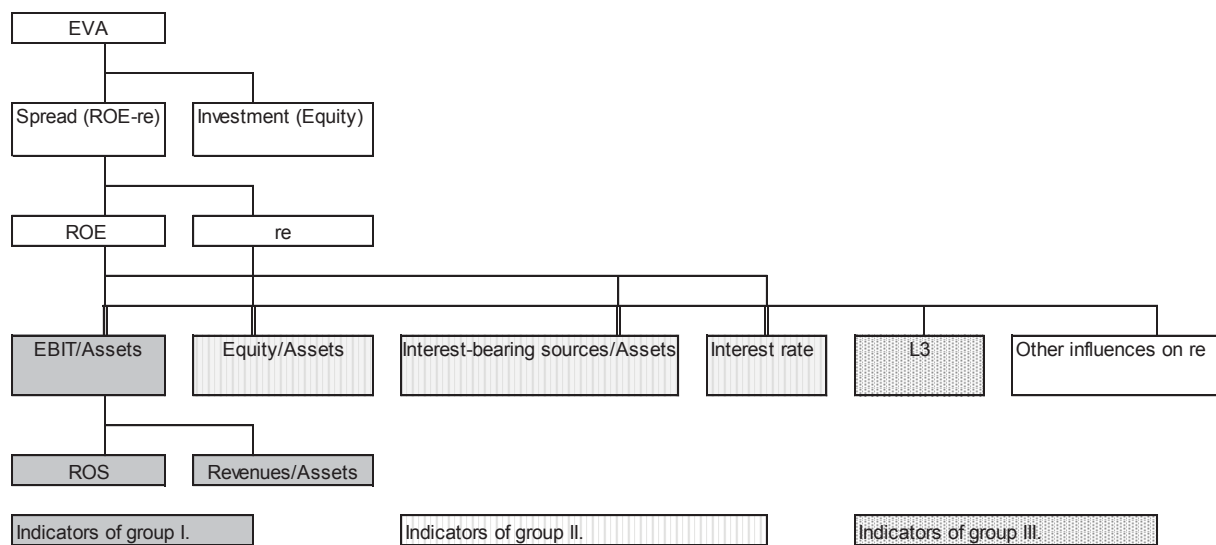 EVA
Spread (ROE-re)
Investment (Equity)
ROE
re
EBIT/Assets
Equity/Assets
Interest-bearing sources/Assets
Interest rate
L3
Other influences on re
ROS
Revenues/Assets
Indicators of group I.
Indicators of group II.
Indicators of group III.